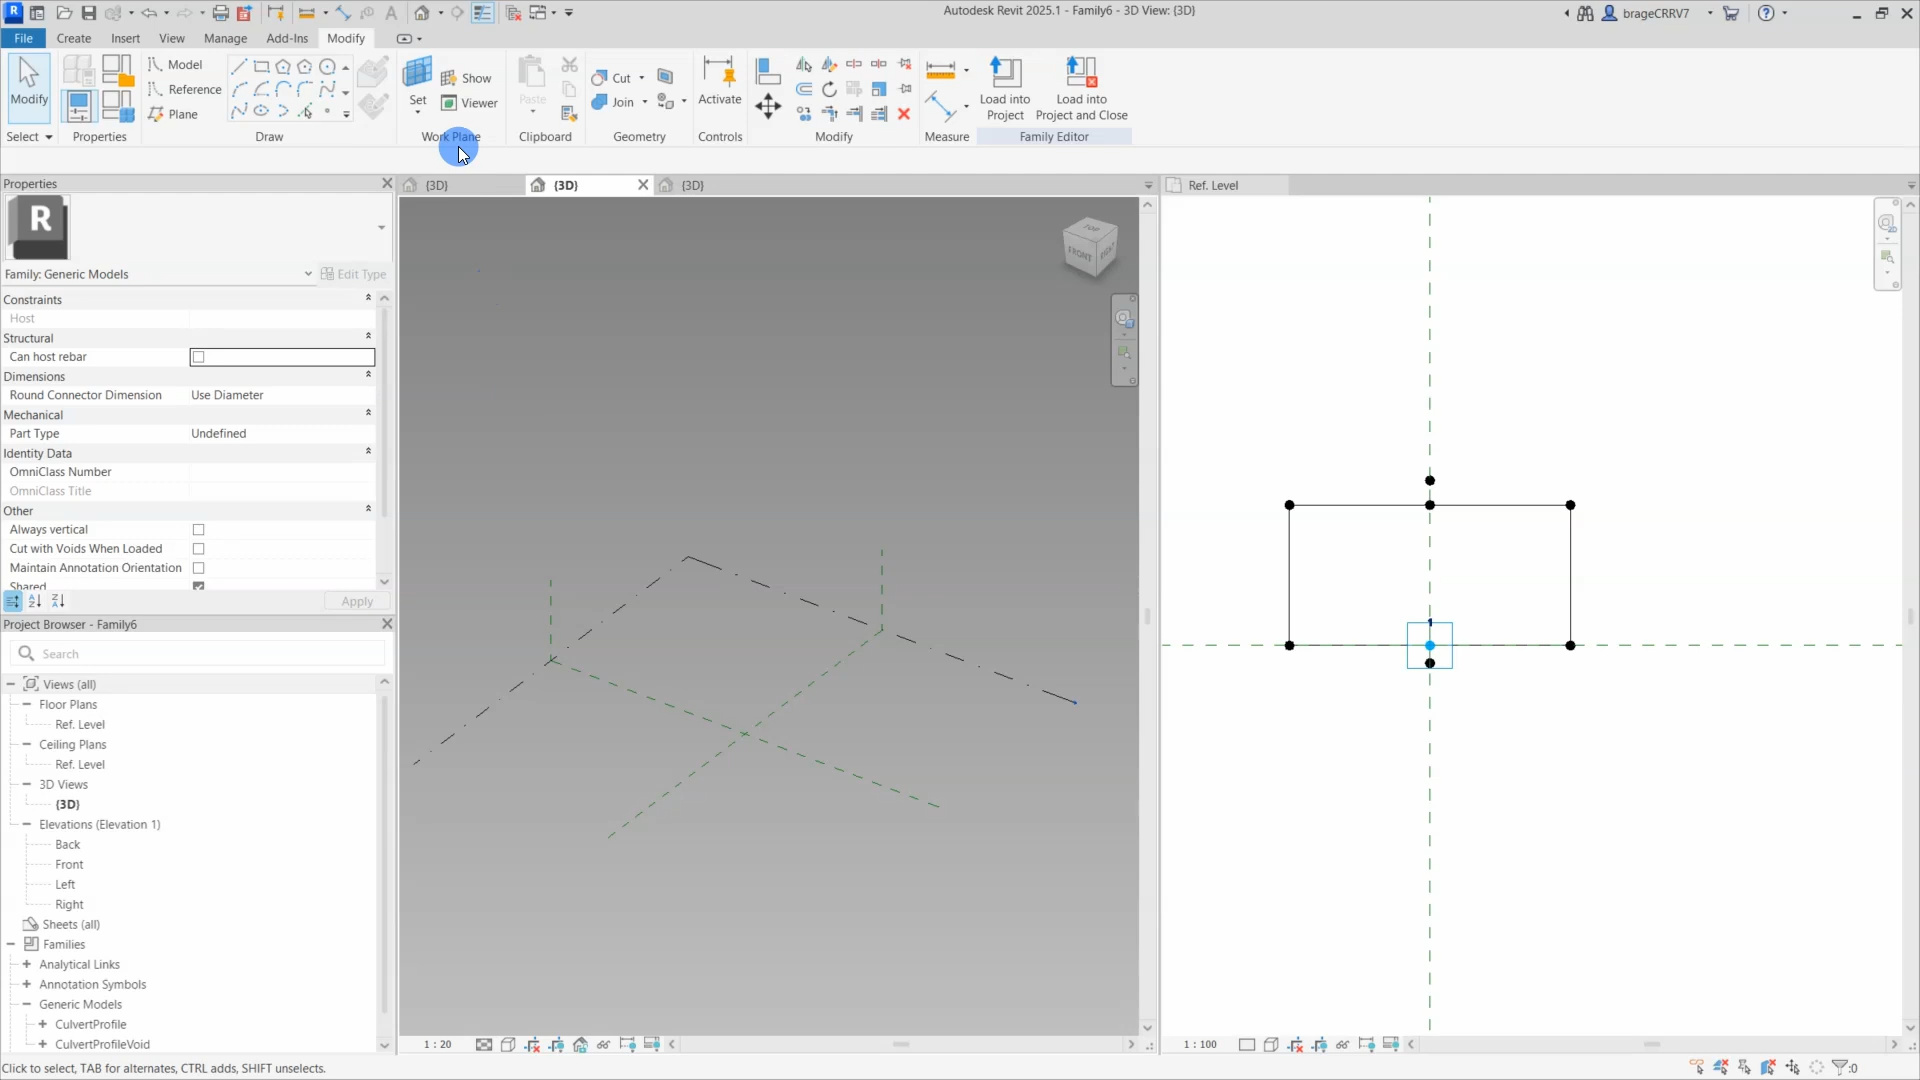 Autodesk Revit 2025.1 - Family6 - 3D View: {3D}
brageCRRV7
File
Create
Insert
View
Manage
Add-Ins
Modify
Modify
Select
Properties
Model
Reference
Plane
Draw
Set
Show
Viewer
Work Plane
Paste
Clipboard
Cut
Join
Geometry
Activate
Controls
Modify
Measure
Load into
Project
Load into
Project and Close
Family Editor
Properties
R
Family: Generic Models
Edit Type
Constraints
Host
Structural
Can host rebar
Dimensions
Round Connector Dimension Use Diameter
Mechanical
Part Type Undefined
Identity Data
OmniClass Number
OmniClass Title
Other
Always vertical
Cut with Voids When Loaded
Maintain Annotation Orientation
Shared
Apply
Project Browser - Family6
Search
Views (all)
Floor Plans
Ref. Level
Ceiling Plans
Ref. Level
3D Views
{3D}
Elevations (Elevation 1)
Back
Front
Left
Right
Sheets (all)
Families
Analytical Links
Annotation Symbols
Generic Models
CulvertProfile
CulvertProfileVoid
{3D}
{3D}
{3D}
TOP
FRONT
1 : 20
Ref. Level
1 : 100
Click to select, TAB for alternates, CTRL adds, SHIFT unselects.
:0